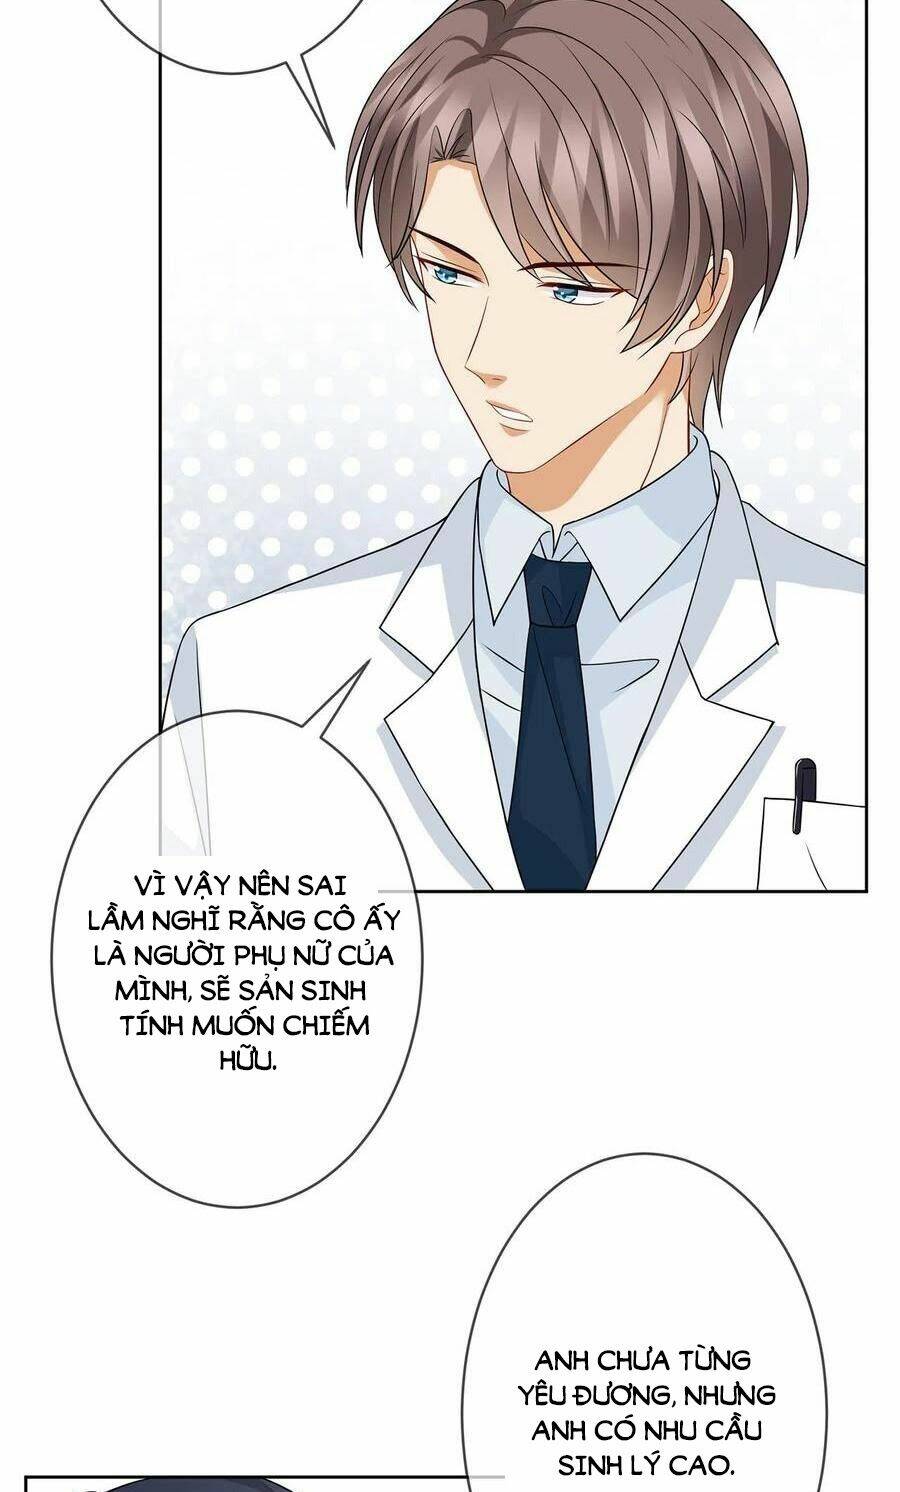 VÌ VẬY NÊN SAI
LẦM NGHĨ RẰNG CÔ ẤY
LÀ NGƯỜI PHỤ NỮ CỦA
MÌNH, SẼ SẢN SINH
TÍNH MUỐN CHIẾM
HỮU.
ANH CHƯA TỪNG
YÊU ĐƯƠNG, NHƯNG
ANH CÓ NHU CẦU
SINH LÝ CAO.